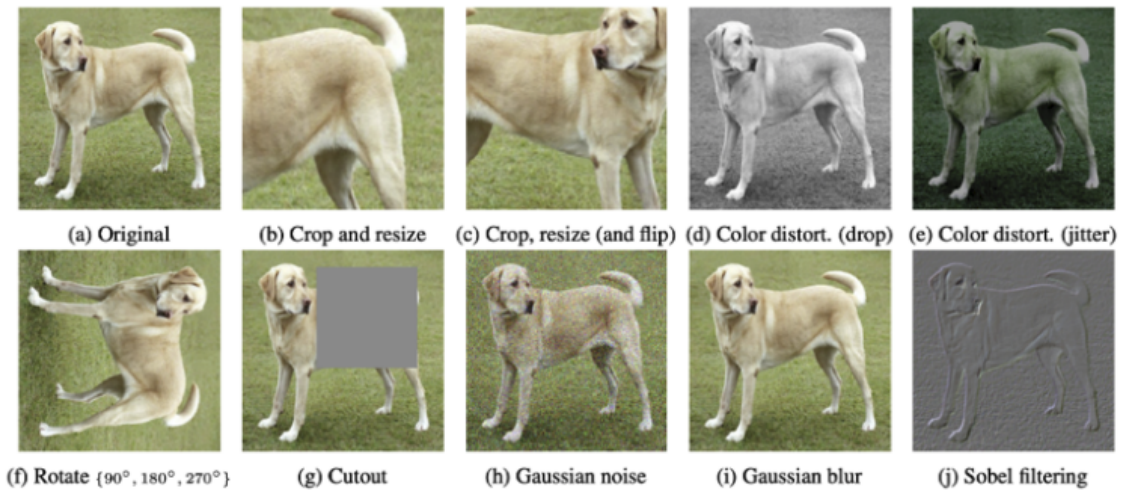 (a) Original
(b) Crop and resize
(c) Crop, resize (and flip)
(d) Color distort. (drop)
(e) Color distort. (jitter)
(f) Rotate {90°, 180°, 270°}
(g) Cutout
(h) Gaussian noise
(i) Gaussian blur
(j) Sobel filtering